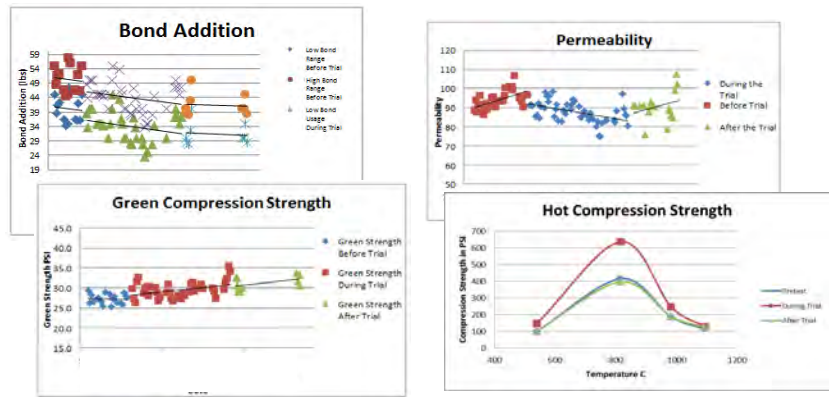 Bond Addition
Bond Addition (lbs)
59
54
49
44
39
34
29
24
19
Low Bond
Range
Before Trial
High Bond
Range
Before Trial
Low Bond
Usage
During Trial
Permeability
Permeability
120
110
100
90
80
70
60
50
During the
Trial
Before Trial
After the Trial
Green Compression Strength
Green Strength PSI
45.0
40.0
35.0
30.0
25.0
20.0
15.0
Green Strength
Before Trial
Green Strength
During Trial
Green Strength
After Trial
Hot Compression Strength
Compression Strength in PSI
700
600
500
400
300
200
100
0
400
600
800
1000
1200
Temperature C
Pretest
During Trial
After Trial